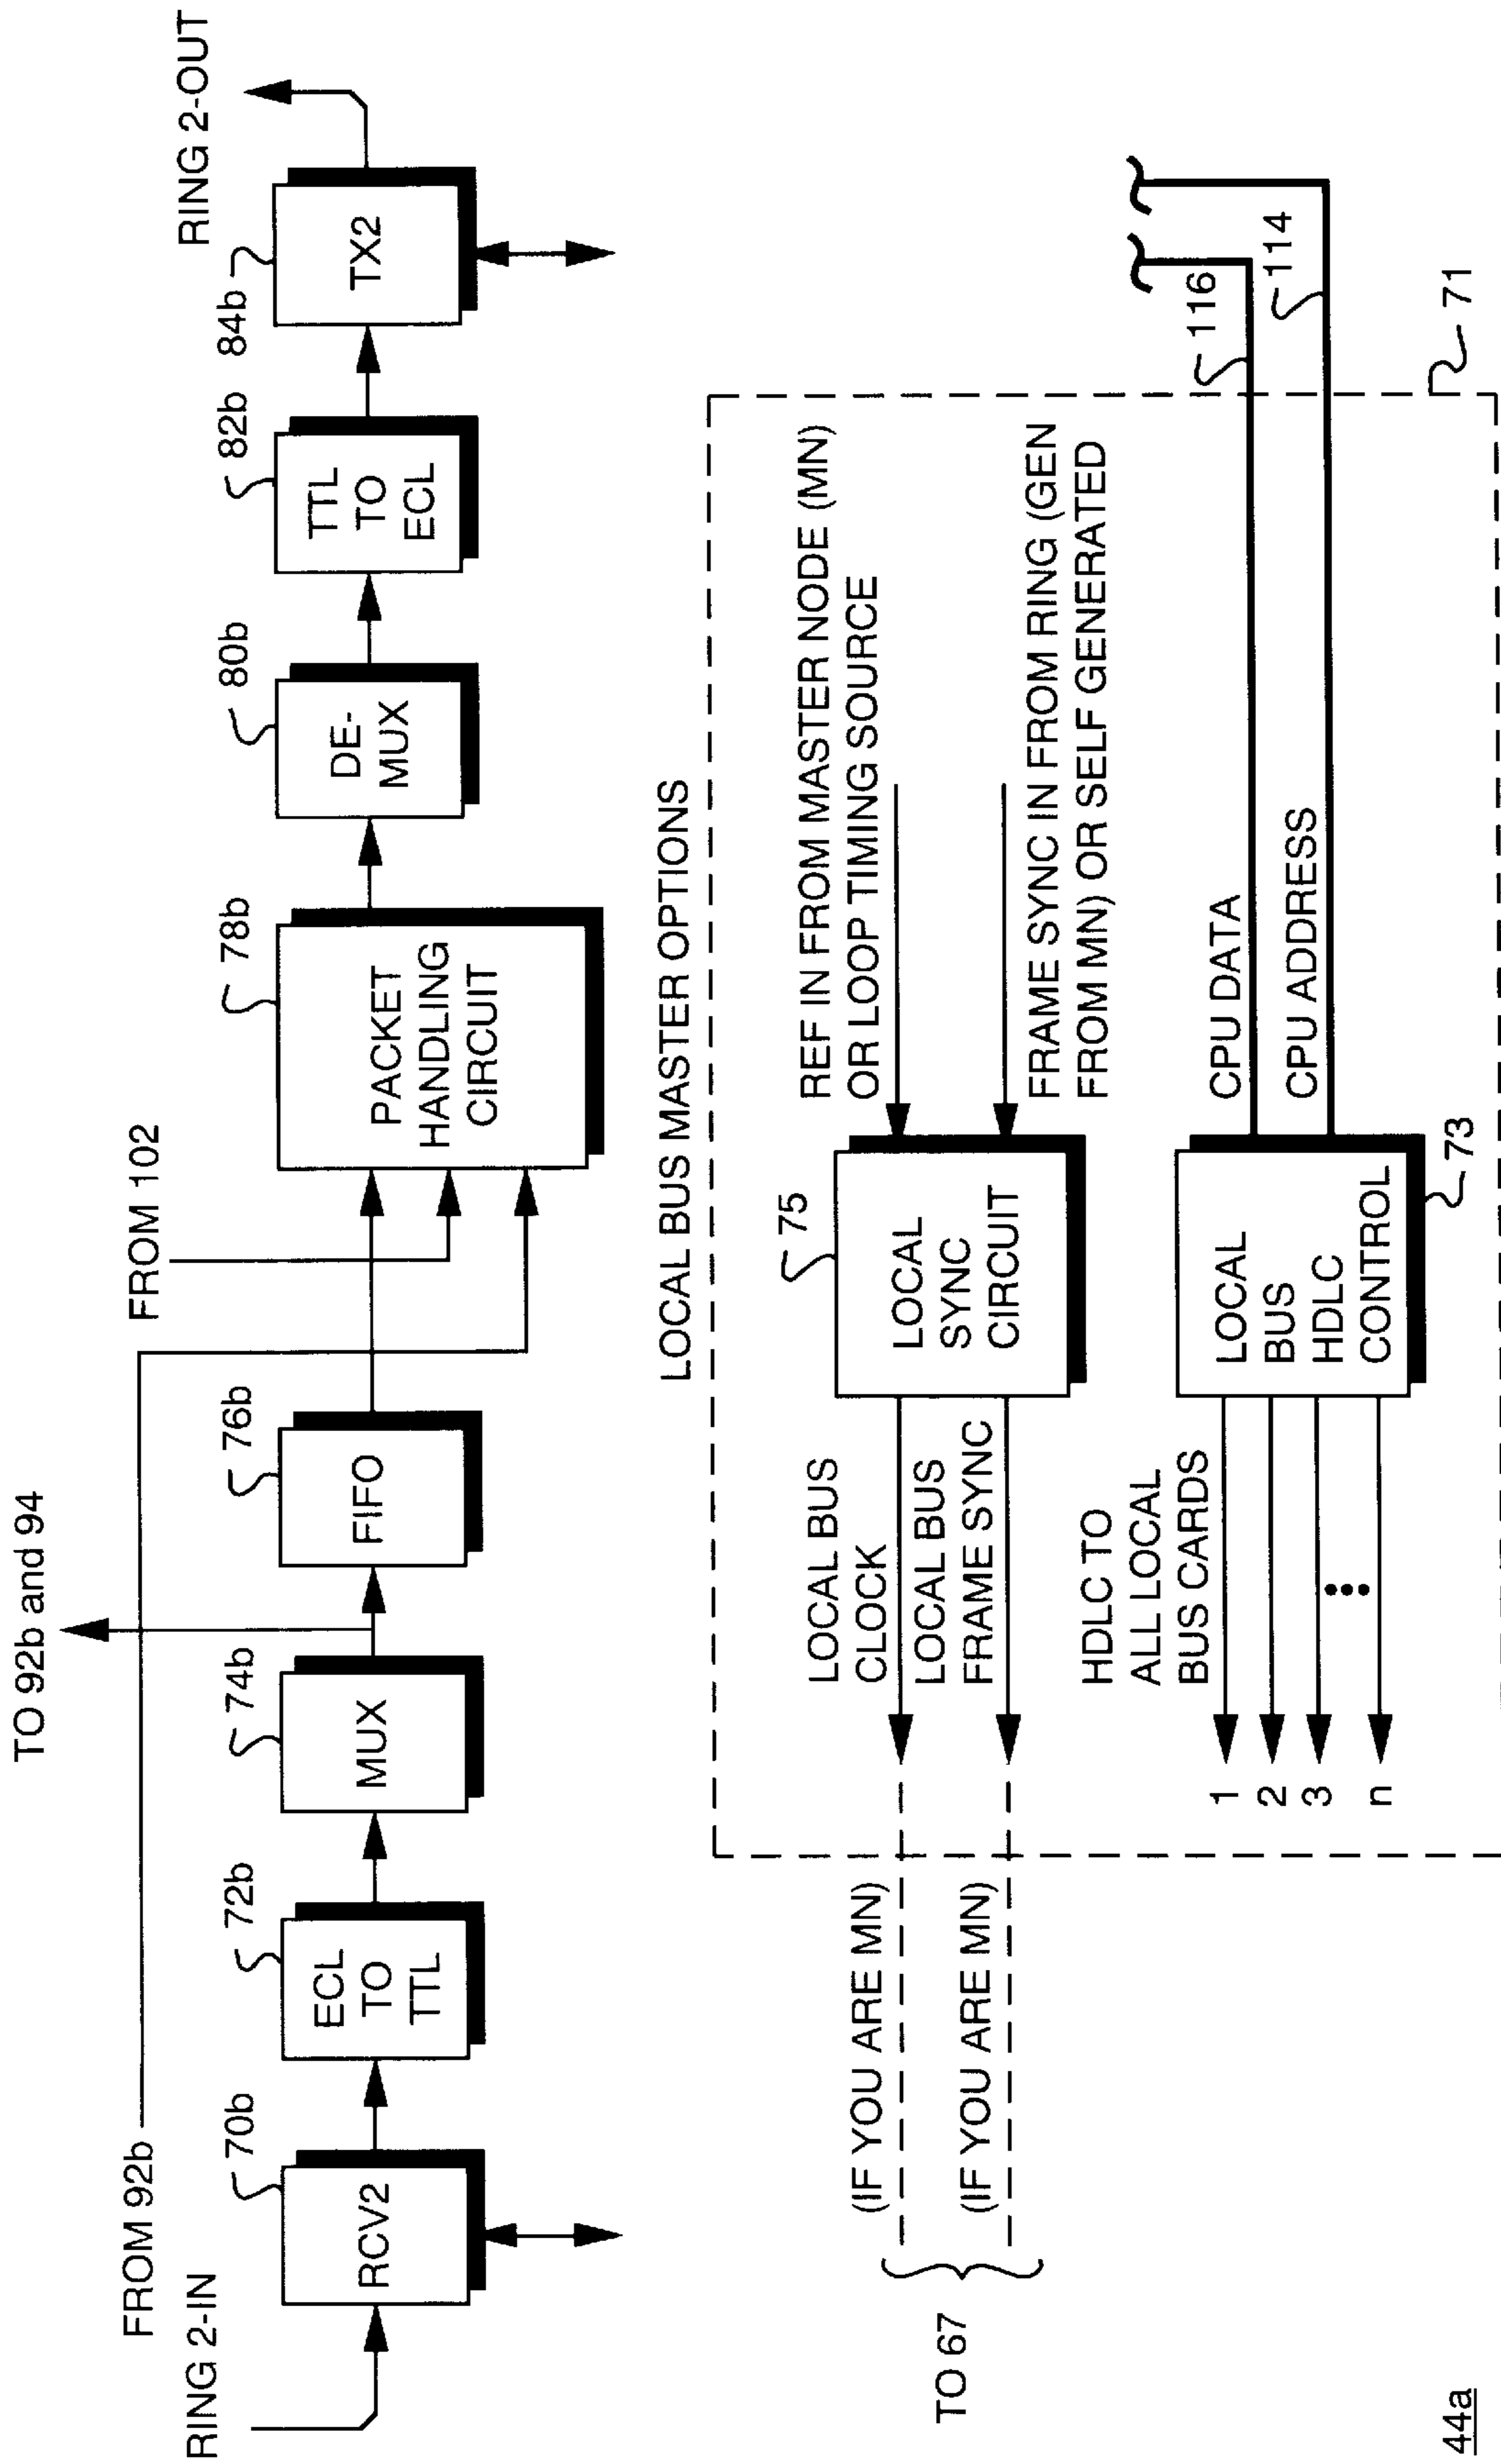 TO 92b and 94
FROM 92b
FROM 102
RING 2-IN
RING 2-OUT
70b
RCV2
72b
ECL
TO
TTL
74b
MUX
76b
FIFO
78b
PACKET
HANDLING
CIRCUIT
80b
DE-
MUX
82b
TTL
TO
ECL
84b
TX2
LOCAL BUS MASTER OPTIONS
REF IN FROM MASTER NODE (MN)
OR LOOP TIMING SOURCE
75
LOCAL
SYNC
CIRCUIT
FRAME SYNC IN FROM RING (GEN
FROM MN) OR SELF GENERATED
LOCAL BUS
CLOCK
LOCAL BUS
FRAME SYNC
(IF YOU ARE MN)
(IF YOU ARE MN)
TO 67
HDLC TO
ALL LOCAL
BUS CARDS
1
2
3
n
LOCAL
BUS
HDLC
CONTROL
73
CPU DATA
CPU ADDRESS
116
114
71
44a